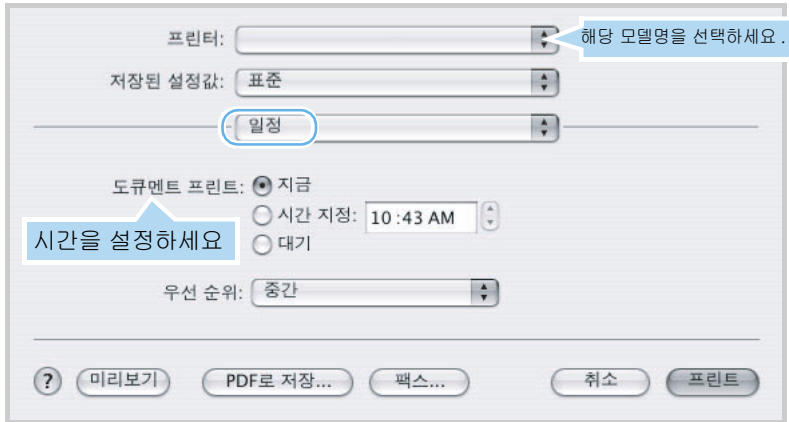 프린터:
해당 모델명을 선택하세요 .
저장된 설정값: 표준
일정
도큐멘트 프린트: 지금
시간 지정: 10 :43 AM
시간을 설정하세요
대기
우선 순위: 중간
? 미리보기 PDF로 저장... 팩스... 취소 프린트